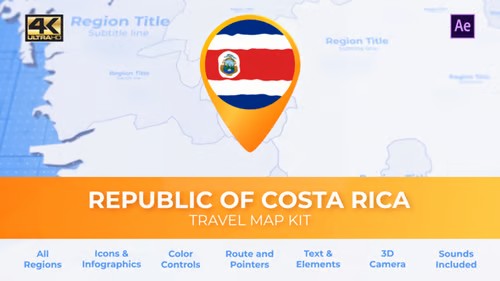 4K
ULTRA HD
Ae
Region Title
Subtitle line
Region Title
Subtitle line
Region Title
Region Title
REPUBLIC OF COSTA RICA
TRAVEL MAP KIT
All Regions
Icons & Infographics
Color Controls
Route and Pointers
Text & Elements
3D Camera
Sounds Included